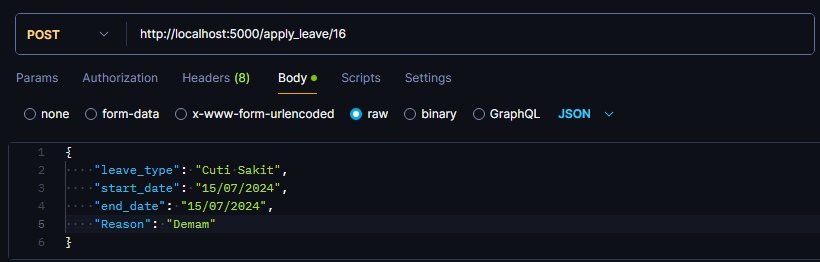 POST http://localhost:5000/apply_leave/16
Params Authorization Headers (8) Body Scripts Settings
none form-data x-www-form-urlencoded raw binary GraphQL JSON
1 {
2 "leave_type": "Cuti Sakit",
3 "start_date": "15/07/2024",
4 "end_date": "15/07/2024",
5 "Reason": "Demam"
6 }